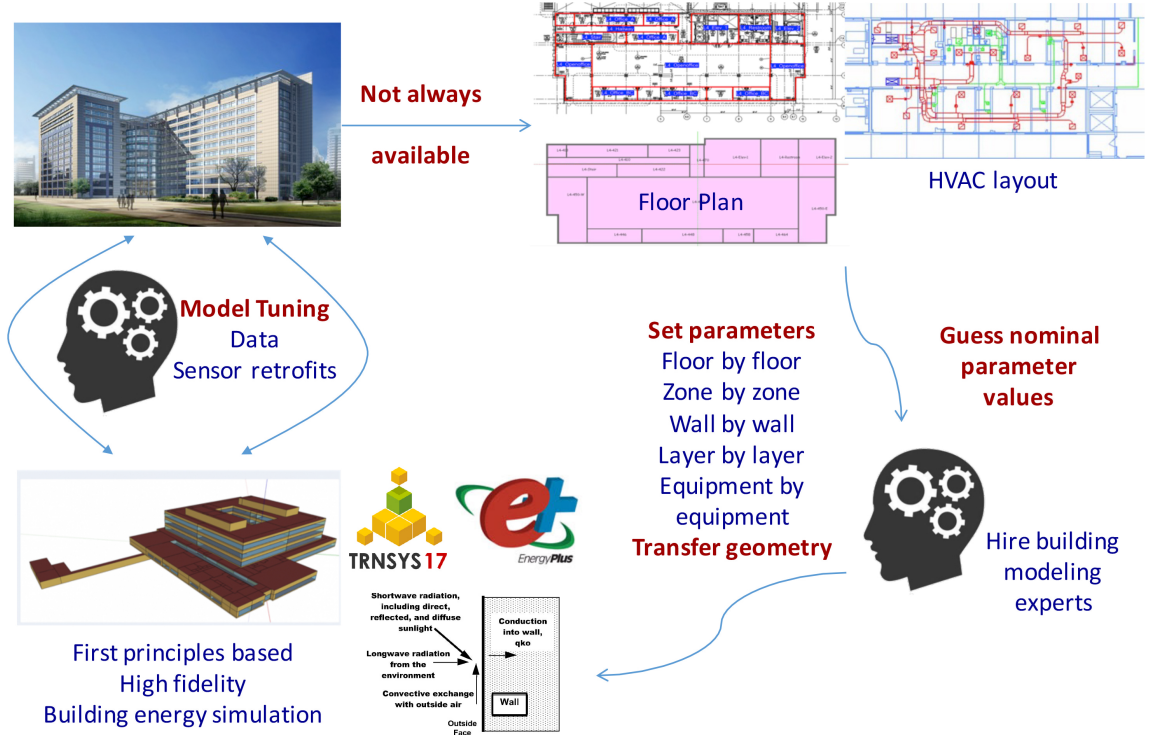 Not always
available
Floor Plan
HVAC layout
Model Tuning
Data
Sensor retrofits
Set parameters
Floor by floor
Zone by zone
Wall by wall
Layer by layer
Equipment by
equipment
Transfer geometry
Guess nominal
parameter
values
Hire building
modeling
experts
TRNSYS 17
e+
EnergyPlus
First principles based
High fidelity
Building energy simulation
Shortwave radiation,
including direct,
reflected, and diffuse
sunlight
Longwave radiation
from the
environment
Convective exchange
with outside air
Outside
Face
Conduction
into wall,
qko
Wall